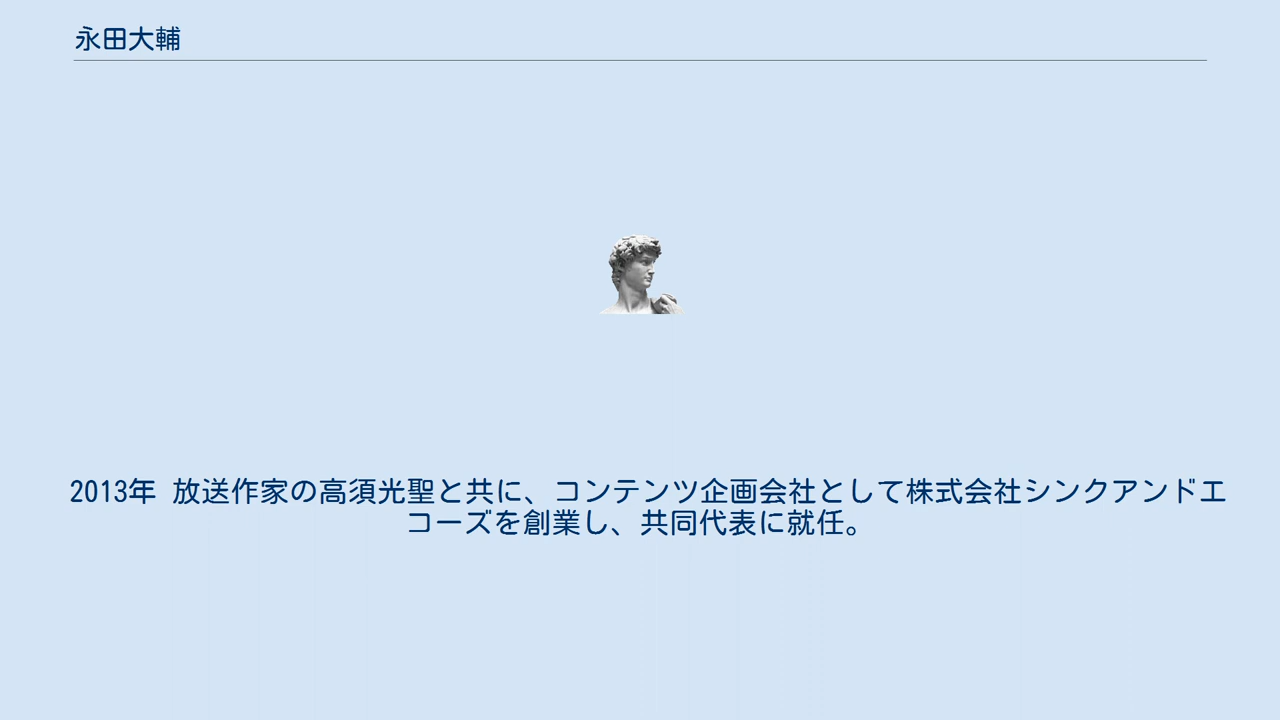 永田大輔
2013年 放送作家の高須光聖と共に、コンテンツ企画会社として株式会社シンクアンドエ
コーズを創業し、共同代表に就任。